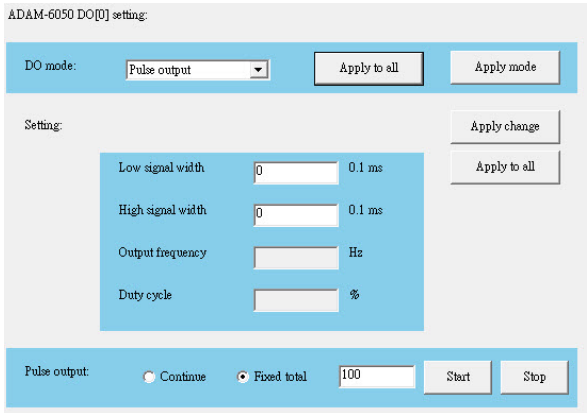 ADAM-6050 DO[0] setting:
DO mode: Pulse output Apply to all Apply mode
Setting: Apply change
Low signal width 0 0.1 ms Apply to all
High signal width 0 0.1 ms
Output frequency Hz
Duty cycle %
Pulse output: Continue Fixed total 100 Start Stop